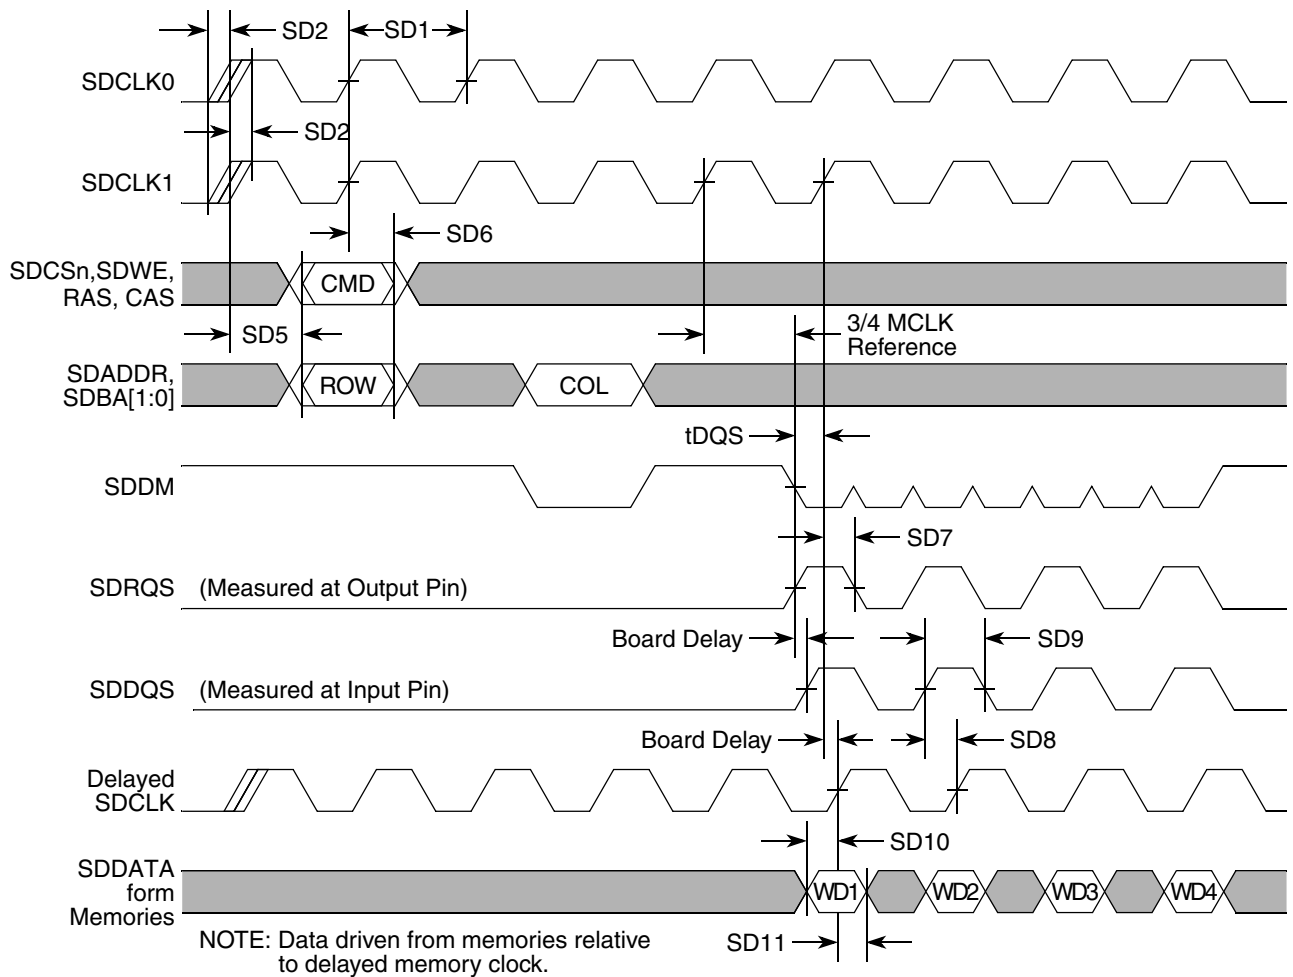 SD2
SD1
SDCLK0
SD2
SDCLK1
SD6
SDCSn,SDWE,
RAS, CAS
CMD
SD5
3/4 MCLK
Reference
SDADDR,
SDBA[1:0]
ROW
COL
tDQS
SDDM
SD7
SDRQS (Measured at Output Pin)
Board Delay
SD9
SDDQS (Measured at Input Pin)
Board Delay
SD8
Delayed
SDCLK
SD10
SDDATA
form
Memories
WD1
WD2
WD3
WD4
NOTE: Data driven from memories relative
to delayed memory clock.
SD11